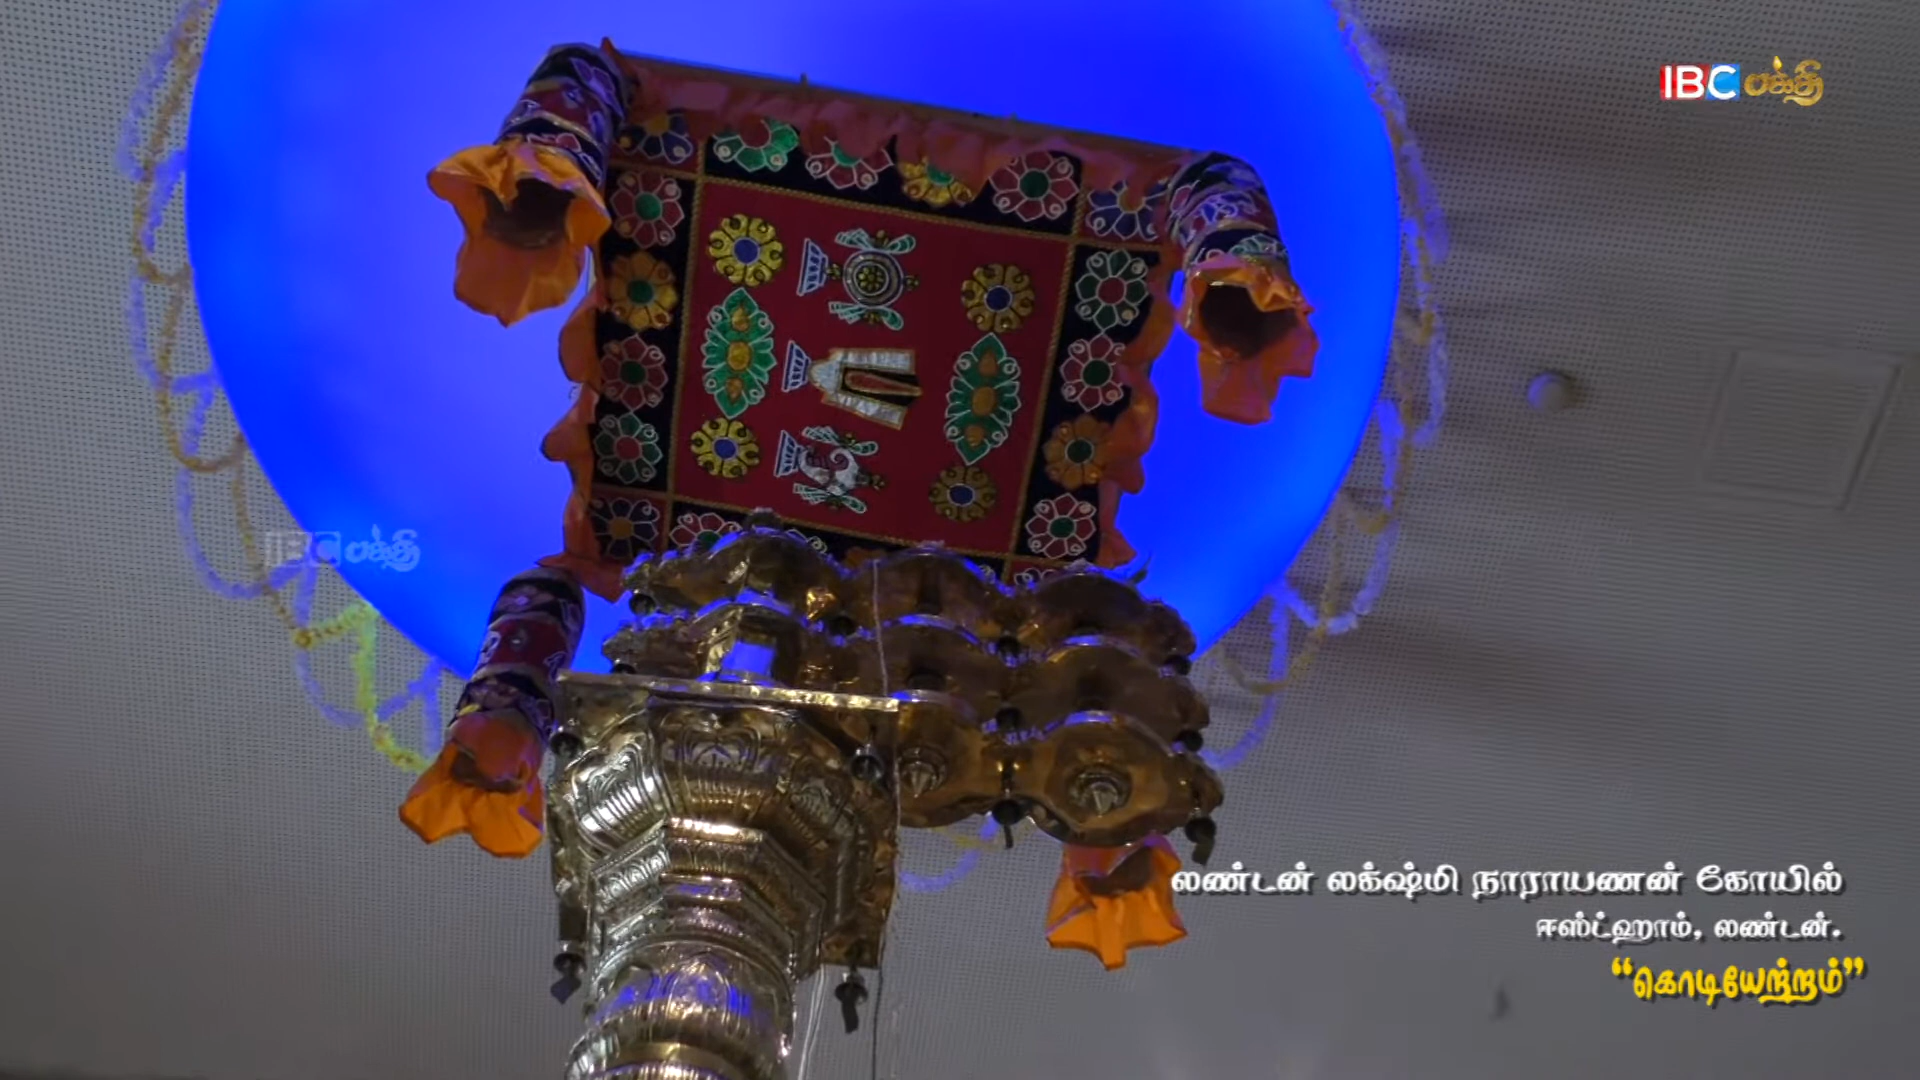 IBC பக்தி
IBC பக்தி
லண்டன் லக்ஷ்மி நாராயணன் கோயில்
ஈஸ்ட்ஹாம், லண்டன்.
“கொடியேற்றம்”